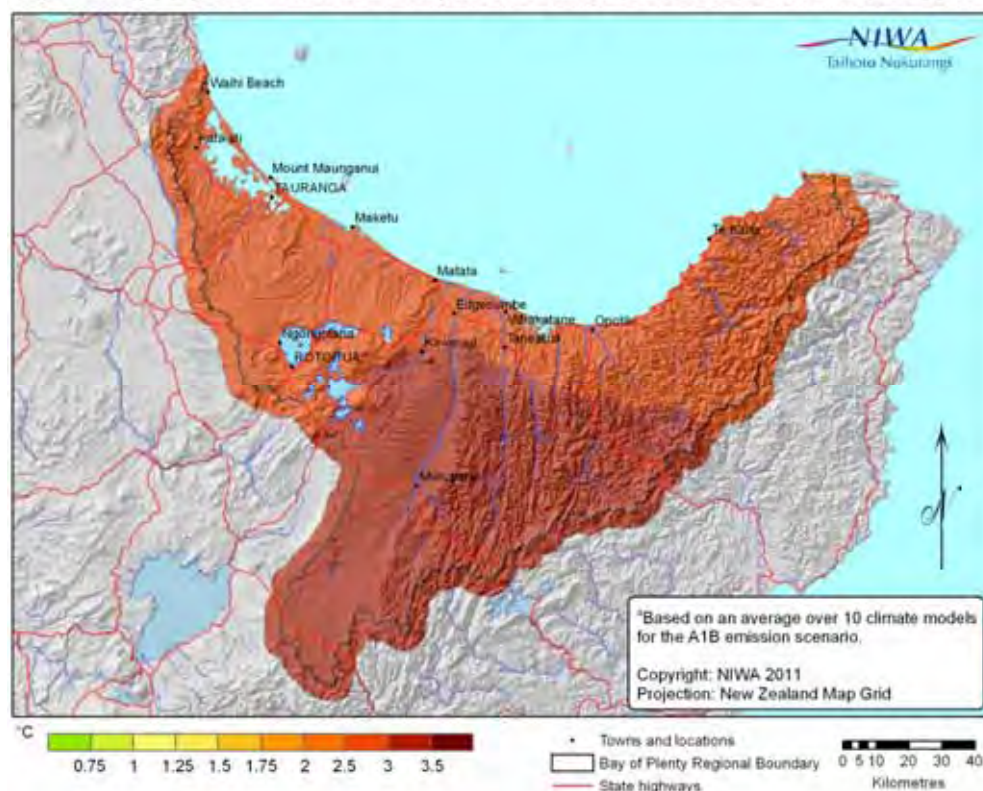 NIWA
Taihoro Nukurangi
Waihi Beach
Mount Maunganui
TAURANGA
Maketu
Matata
Te Kaha
Edgecumbe
Whakatane
Opotiki
Taneatua
Ngongotaha
ROTORUA
Murupara
ªBased on an average over 10 climate models
for the A1B emission scenario.
Copyright: NIWA 2011
Projection: New Zealand Map Grid
°C
0.75 1 1.25 1.5 1.75 2 2.5 3 3.5
Towns and locations
Bay of Plenty Regional Boundary
State highways
0 5 10 20 30 40
Kilometres